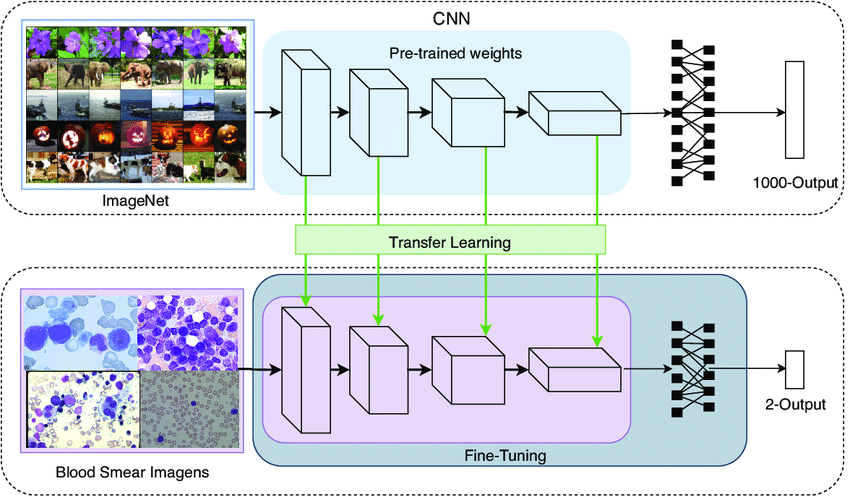 CNN
Pre-trained weights
ImageNet
1000-Output
Transfer Learning
2-Output
Fine-Tuning
Blood Smear Imagens